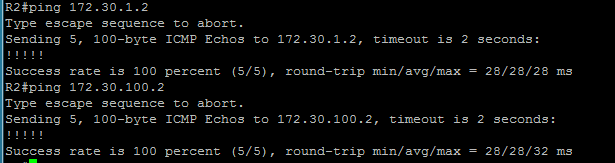 R2#ping 172.30.1.2
Type escape sequence to abort.
Sending 5, 100-byte ICMP Echos to 172.30.1.2, timeout is 2 seconds:
!!!!!
Success rate is 100 percent (5/5), round-trip min/avg/max = 28/28/28 ms
R2#ping 172.30.100.2
Type escape sequence to abort.
Sending 5, 100-byte ICMP Echos to 172.30.100.2, timeout is 2 seconds:
!!!!!
Success rate is 100 percent (5/5), round-trip min/avg/max = 28/28/32 ms